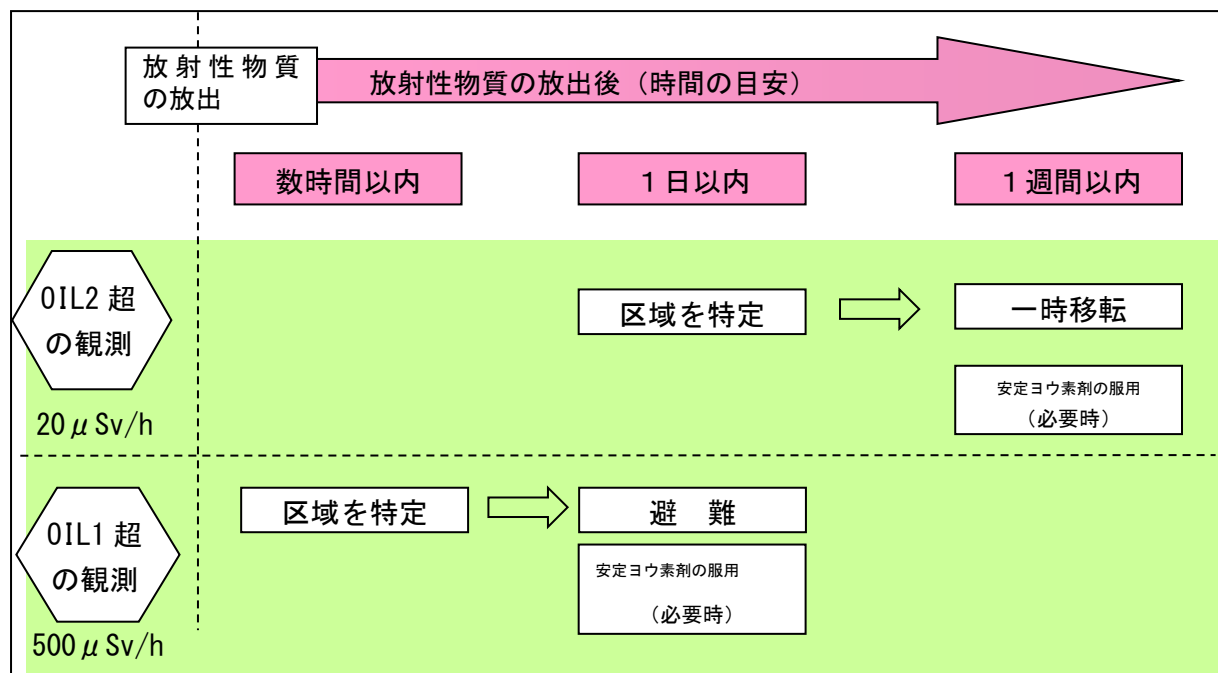 放射性物質
の放出
放射性物質の放出後（時間の目安）
数時間以内
１日以内
１週間以内
OIL2 超
の観測
20μSv/h
区域を特定
一時移転
安定ヨウ素剤の服用
（必要時）
OIL1 超
の観測
500μSv/h
区域を特定
避　難
安定ヨウ素剤の服用
（必要時）